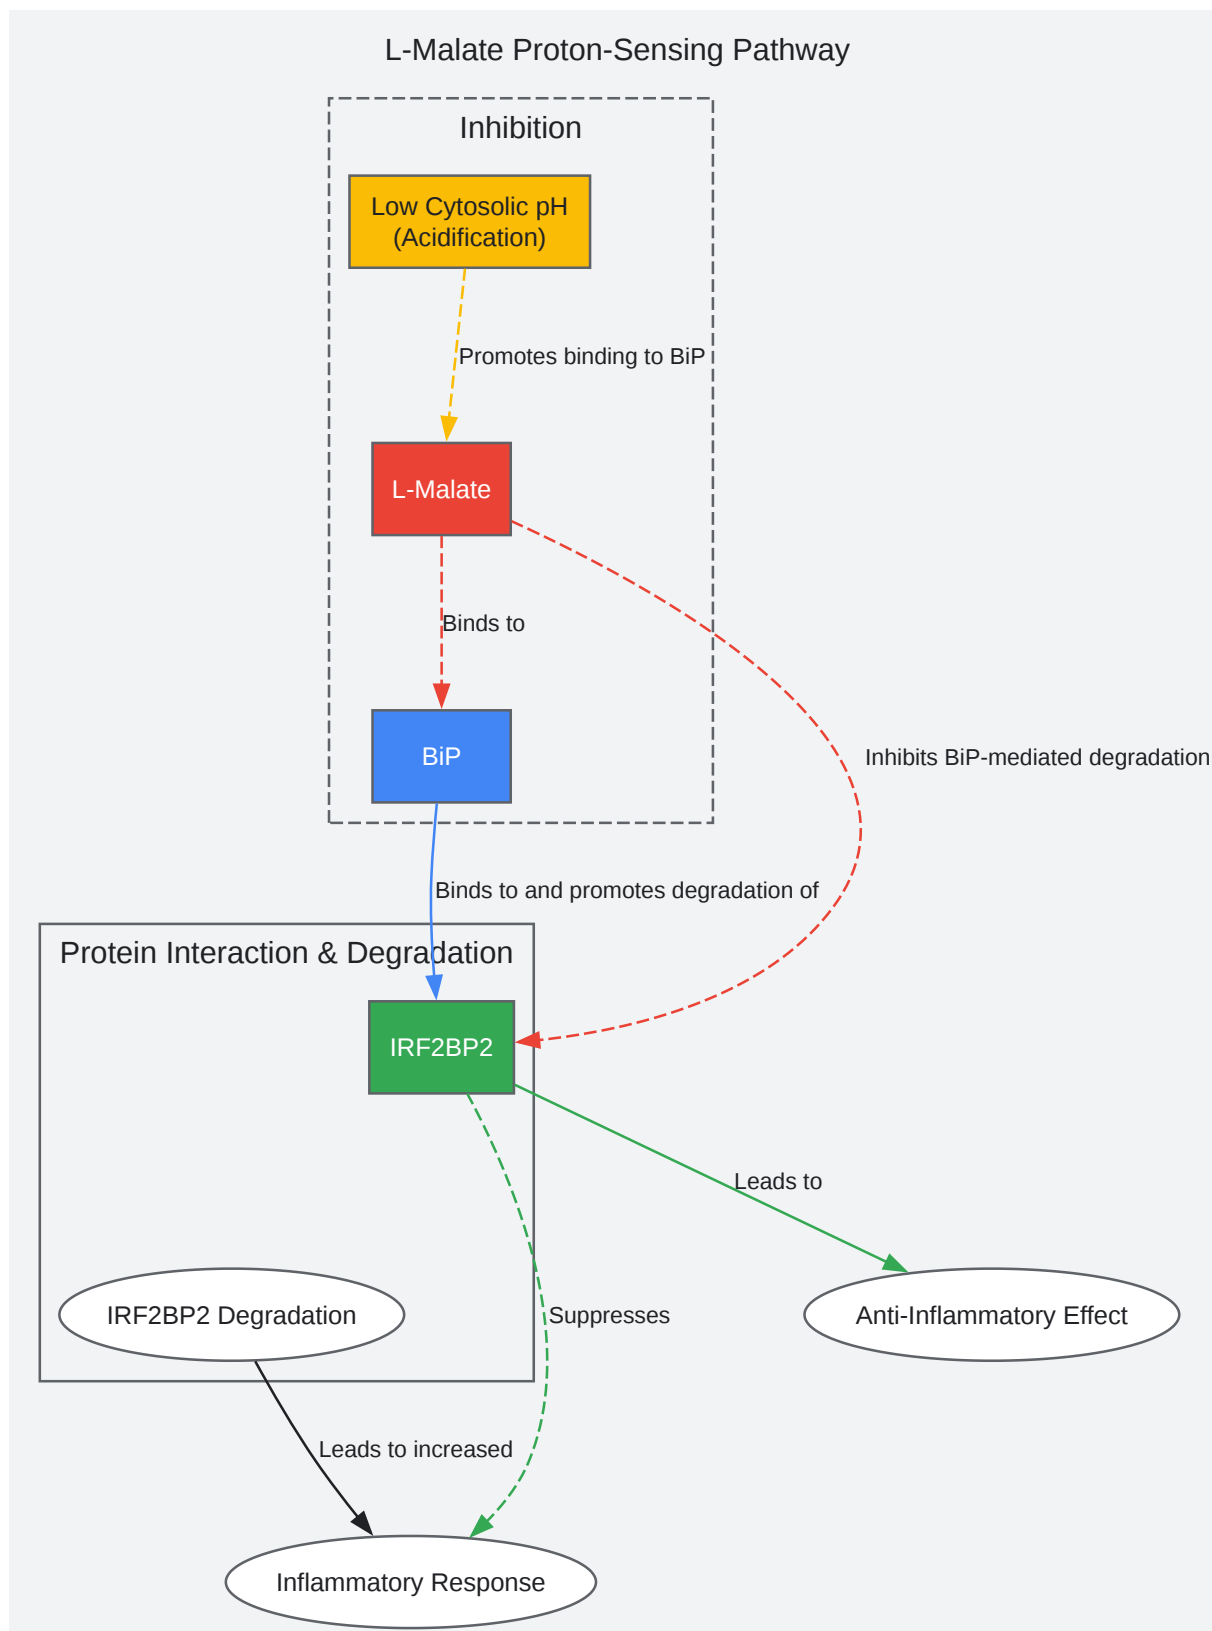 L-Malate Proton-Sensing Pathway
Inhibition
Low Cytosolic pH
(Acidification)
Promotes binding to BiP
L-Malate
Binds to
BiP
Inhibits BiP-mediated degradation
Binds to and promotes degradation of
Protein Interaction & Degradation
IRF2BP2
Leads to
IRF2BP2 Degradation
Suppresses
Anti-Inflammatory Effect
Leads to increased
Inflammatory Response